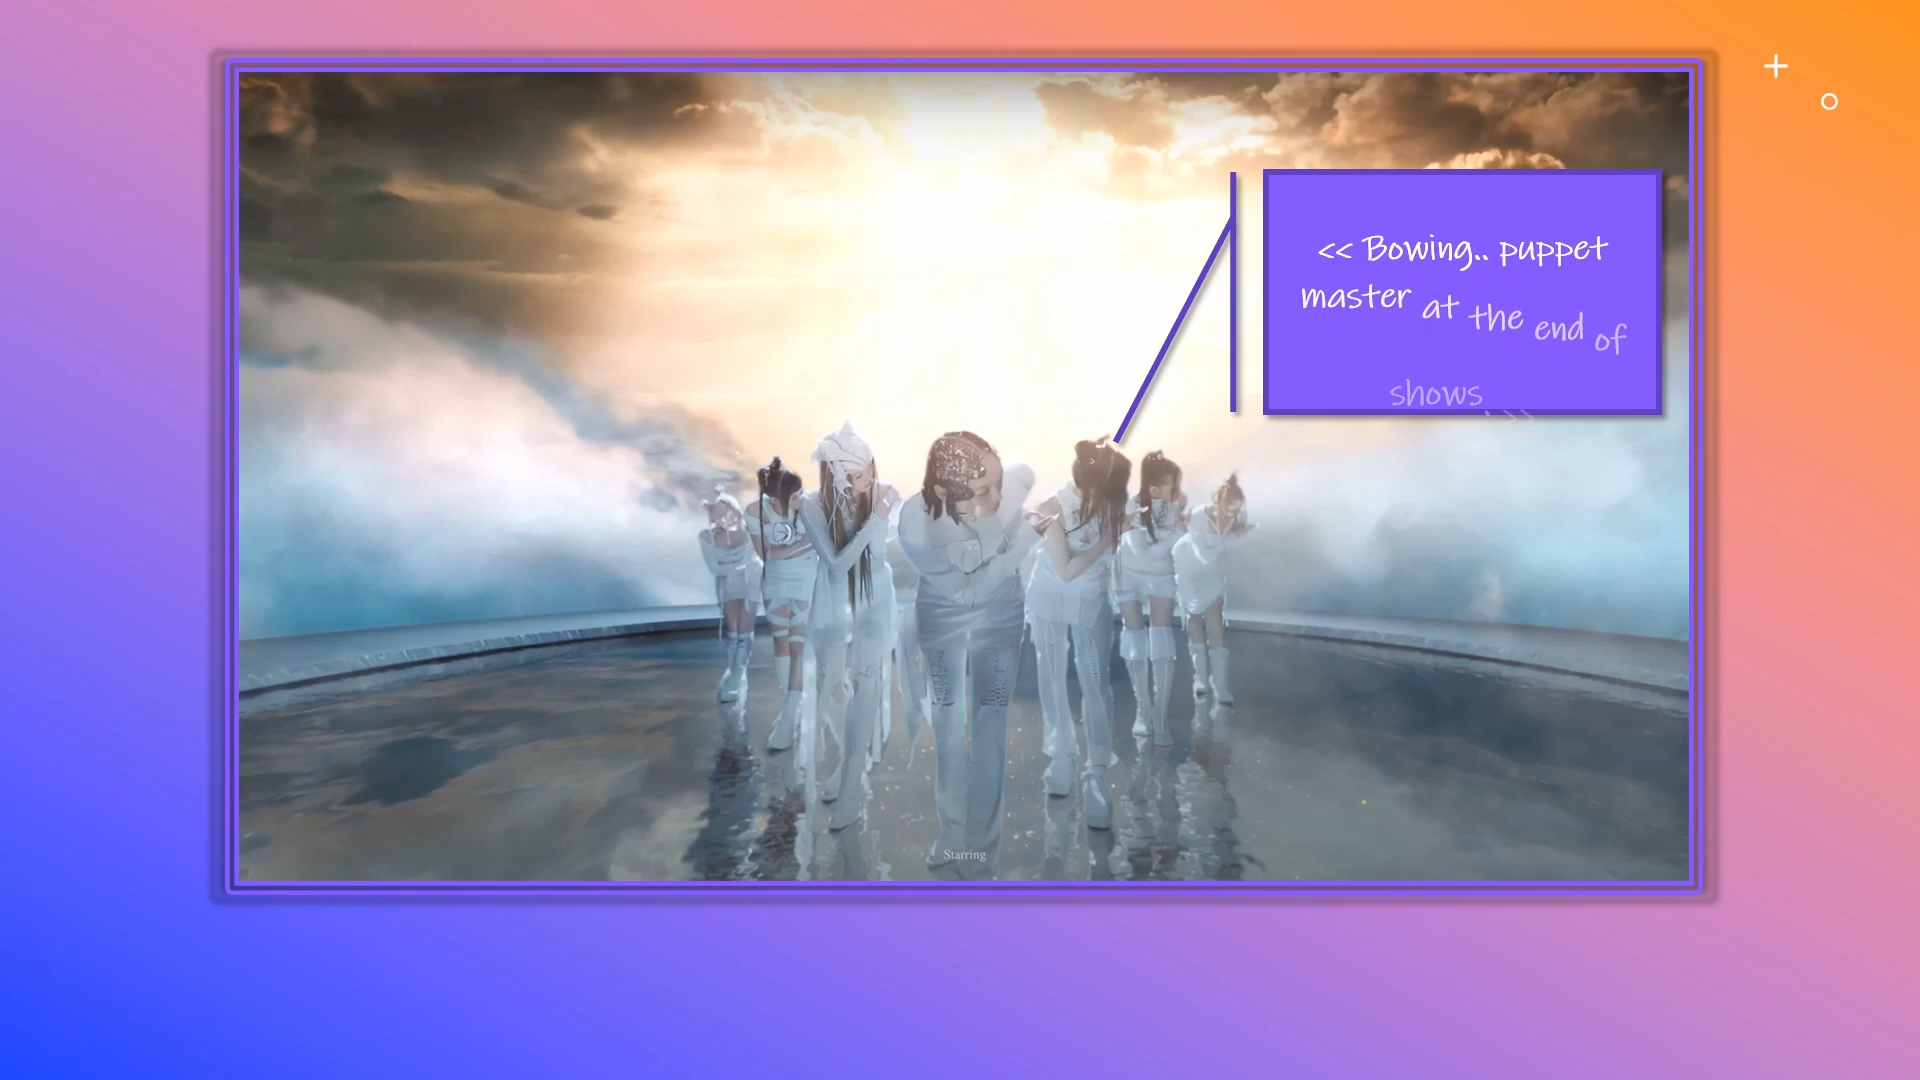 << Bowing.. puppet
master at the end of
shows
. >>
Starring